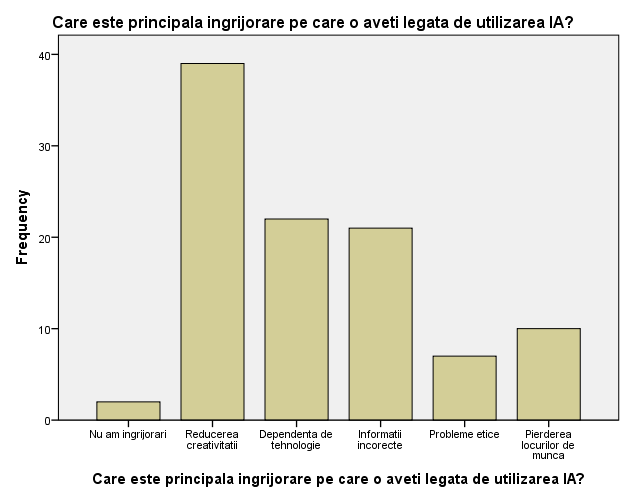 Care este principala ingrijorare pe care o aveti legata de utilizarea IA?
40
30
20
10
0
Frequency
Nu am ingrijorari
Reducerea
creativitatii
Dependenta de
tehnologie
Informatii
incorecte
Probleme etice
Pierderea
locurilor de
munca
Care este principala ingrijorare pe care o aveti legata de utilizarea IA?